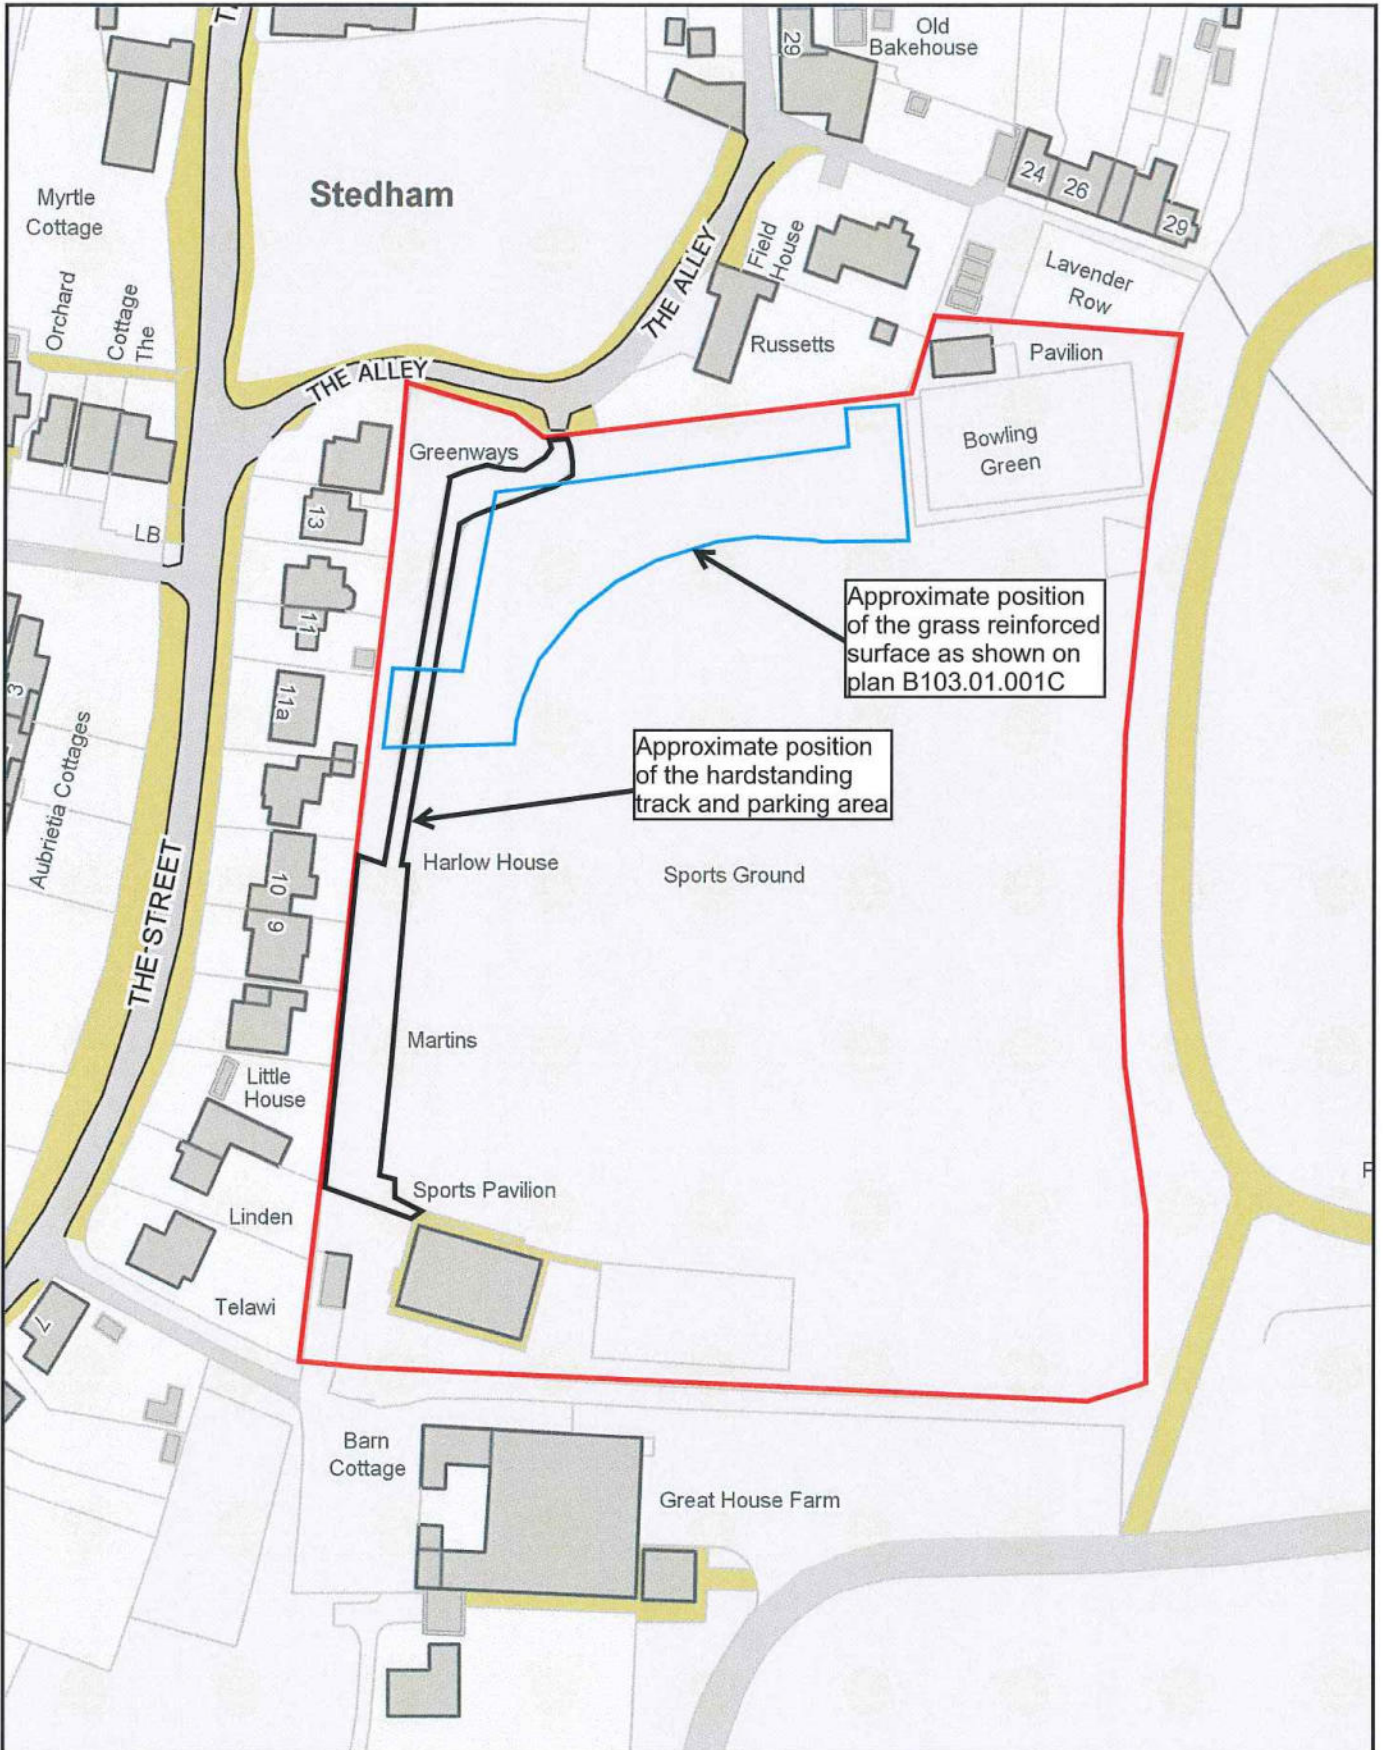 Old
Bakehouse
29
Myrtle
Cottage
Stedham
24
26
29
Field
House
THE ALLEY
Lavender
Row
Orchard
Cottage
The
Russetts
Pavilion
THE ALLEY
Greenways
Bowling
Green
13
LB
11
Approximate position
of the grass reinforced
surface as shown on
plan B103.01.001C
3
11a
Aubrietia Cottages
Approximate position
of the hardstanding
track and parking area
THE STREET
10
Harlow House
Sports Ground
9
Martins
Little
House
Sports Pavilion
Linden
Telawi
7
Barn
Cottage
Great House Farm